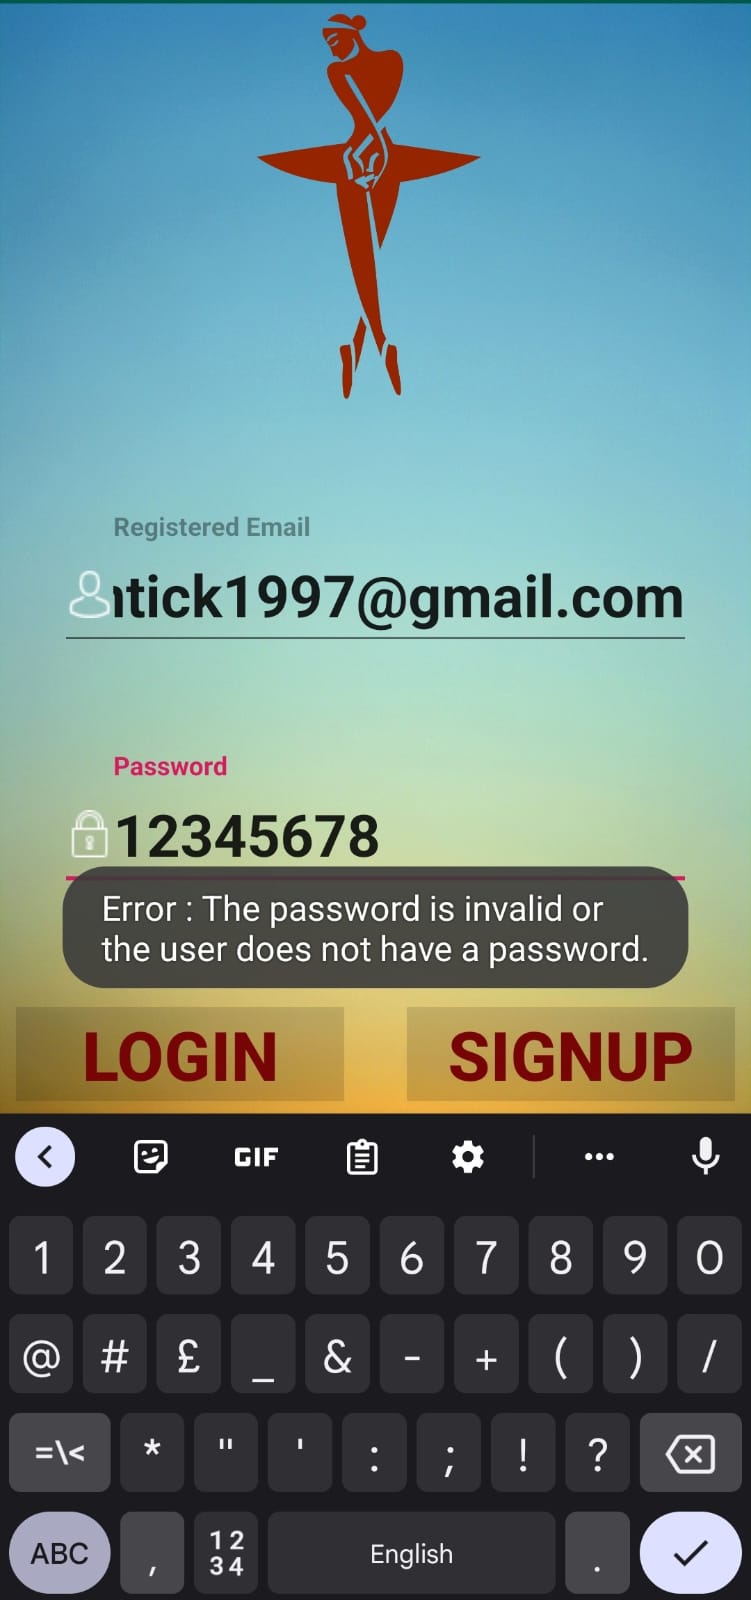 Registered Email
tick1997@gmail.com
Password
12345678
Error : The password is invalid or
the user does not have a password.
LOGIN SIGNUP
GIF
1 2 3 4 5 6 7 8 9 0
@ # £ _ & - + ( ) /
=\< * " ' : ; ! ?
ABC , 12 34 English .